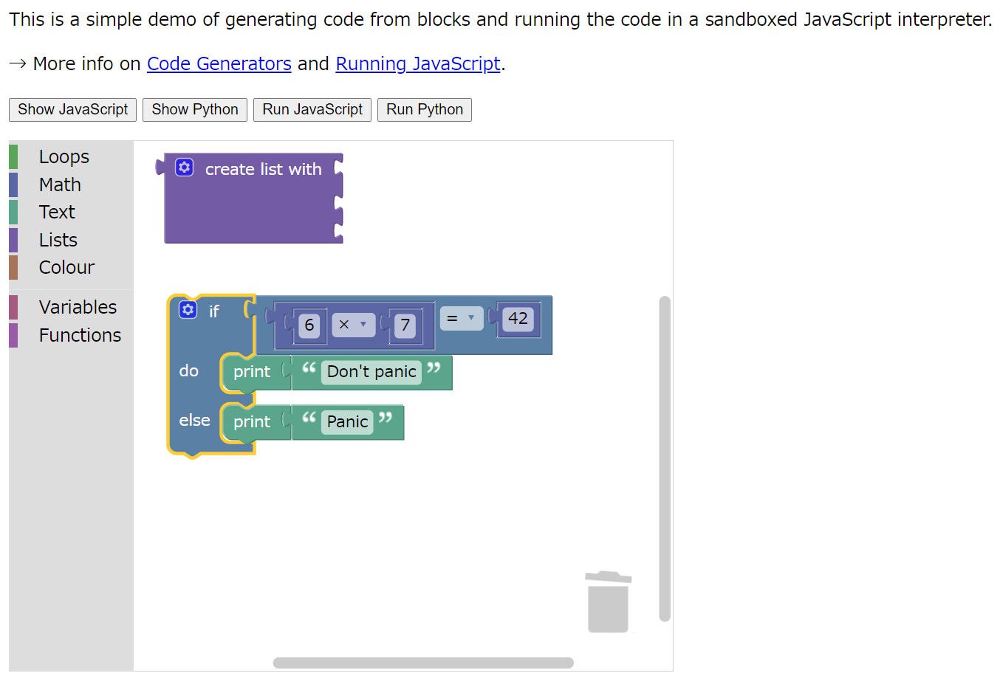 This is a simple demo of generating code from blocks and running the code in a sandboxed JavaScript interpreter.
→ More info on Code Generators and Running JavaScript.
Show JavaScript Show Python Run JavaScript Run Python
Loops
Math
Text
Lists
Colour
Variables
Functions
create list with
if 6 × ▾ 7 = ▾ 42
do print “ Don't panic ”
else print “ Panic ”